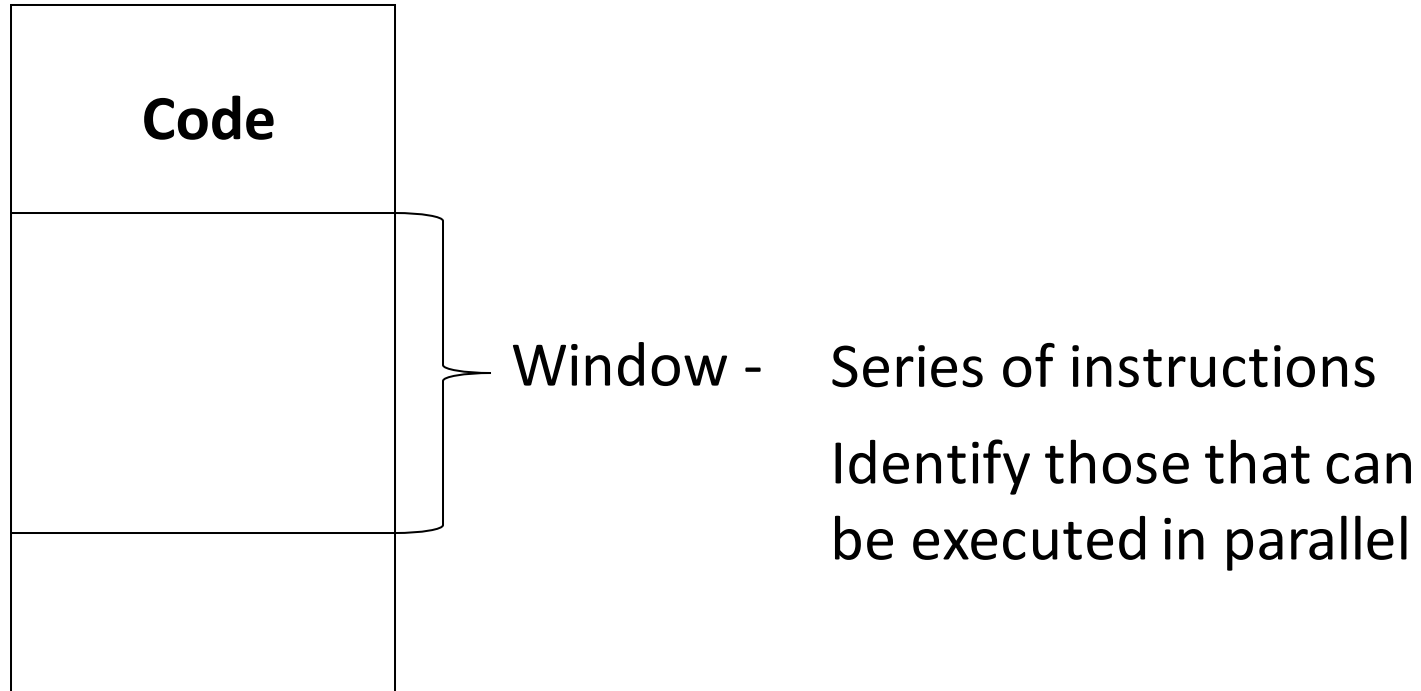 Code
Window - Series of instructions
Identify those that can
be executed in parallel